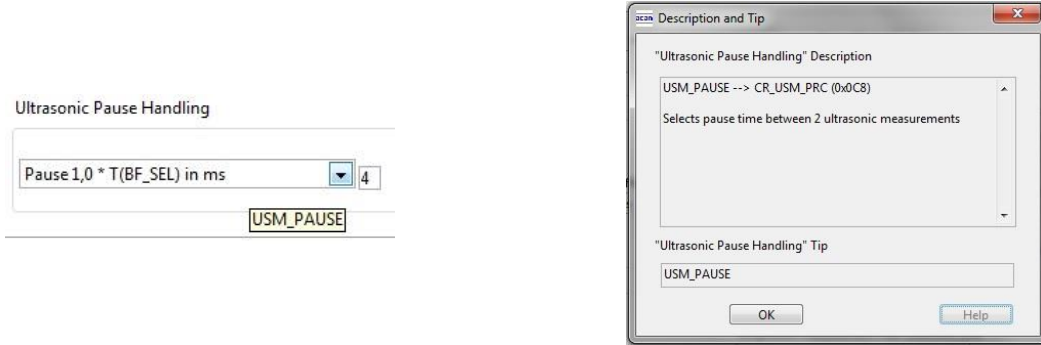 Ultrasonic Pause Handling
Pause 1,0 * T(BF_SEL) in ms
4
USM_PAUSE
acam Description and Tip
"Ultrasonic Pause Handling" Description
USM_PAUSE --> CR_USM_PRC (0x0C8)
Selects pause time between 2 ultrasonic measurements
"Ultrasonic Pause Handling" Tip
USM_PAUSE
OK Help